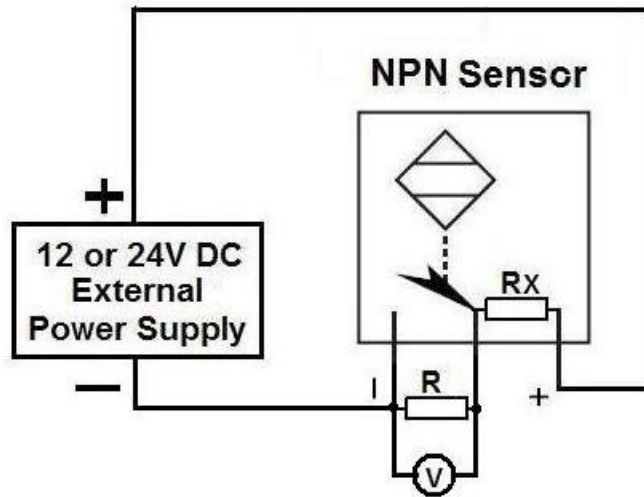 NPN Sensor
+
12 or 24V DC
External
Power Supply
Rx
−
R
+
V